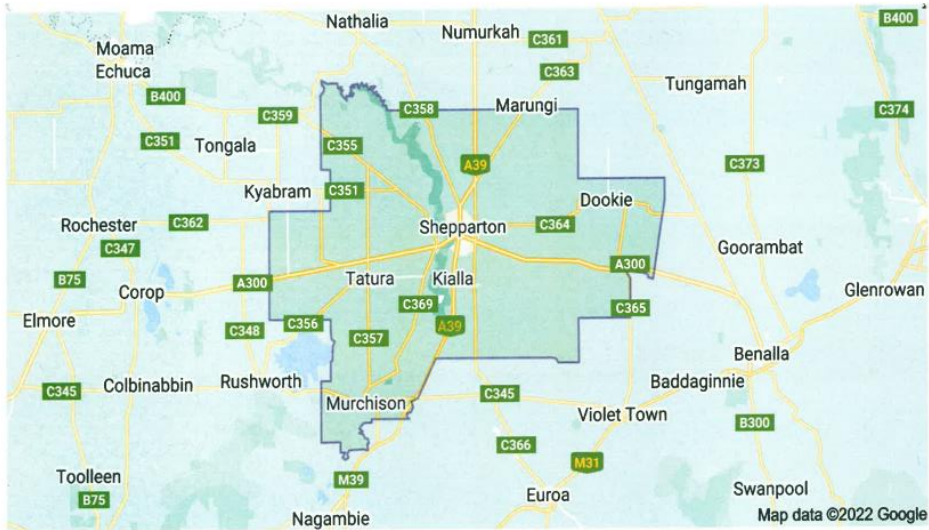 B400
Nathalia
Numurkah
C361
Moama
Echuca
C363
Tungamah
B400
C358
Marungi
C374
C359
C351
Tongala
C355
A39
C373
Kyabram
C351
Dookie
Rochester
C362
Shepparton
C364
C347
Goorambat
B75
A300
Tatura
Kialla
A300
Corop
Glenrowan
C369
C365
Elmore
C348
C356
A39
C357
Benalla
C345
Colbinabbin
Rushworth
Baddaginnie
Murchison
C345
Violet Town
B300
C366
M31
Toolleen
M39
B75
Euroa
Swanpool
Nagambie
Map data ©2022 Google